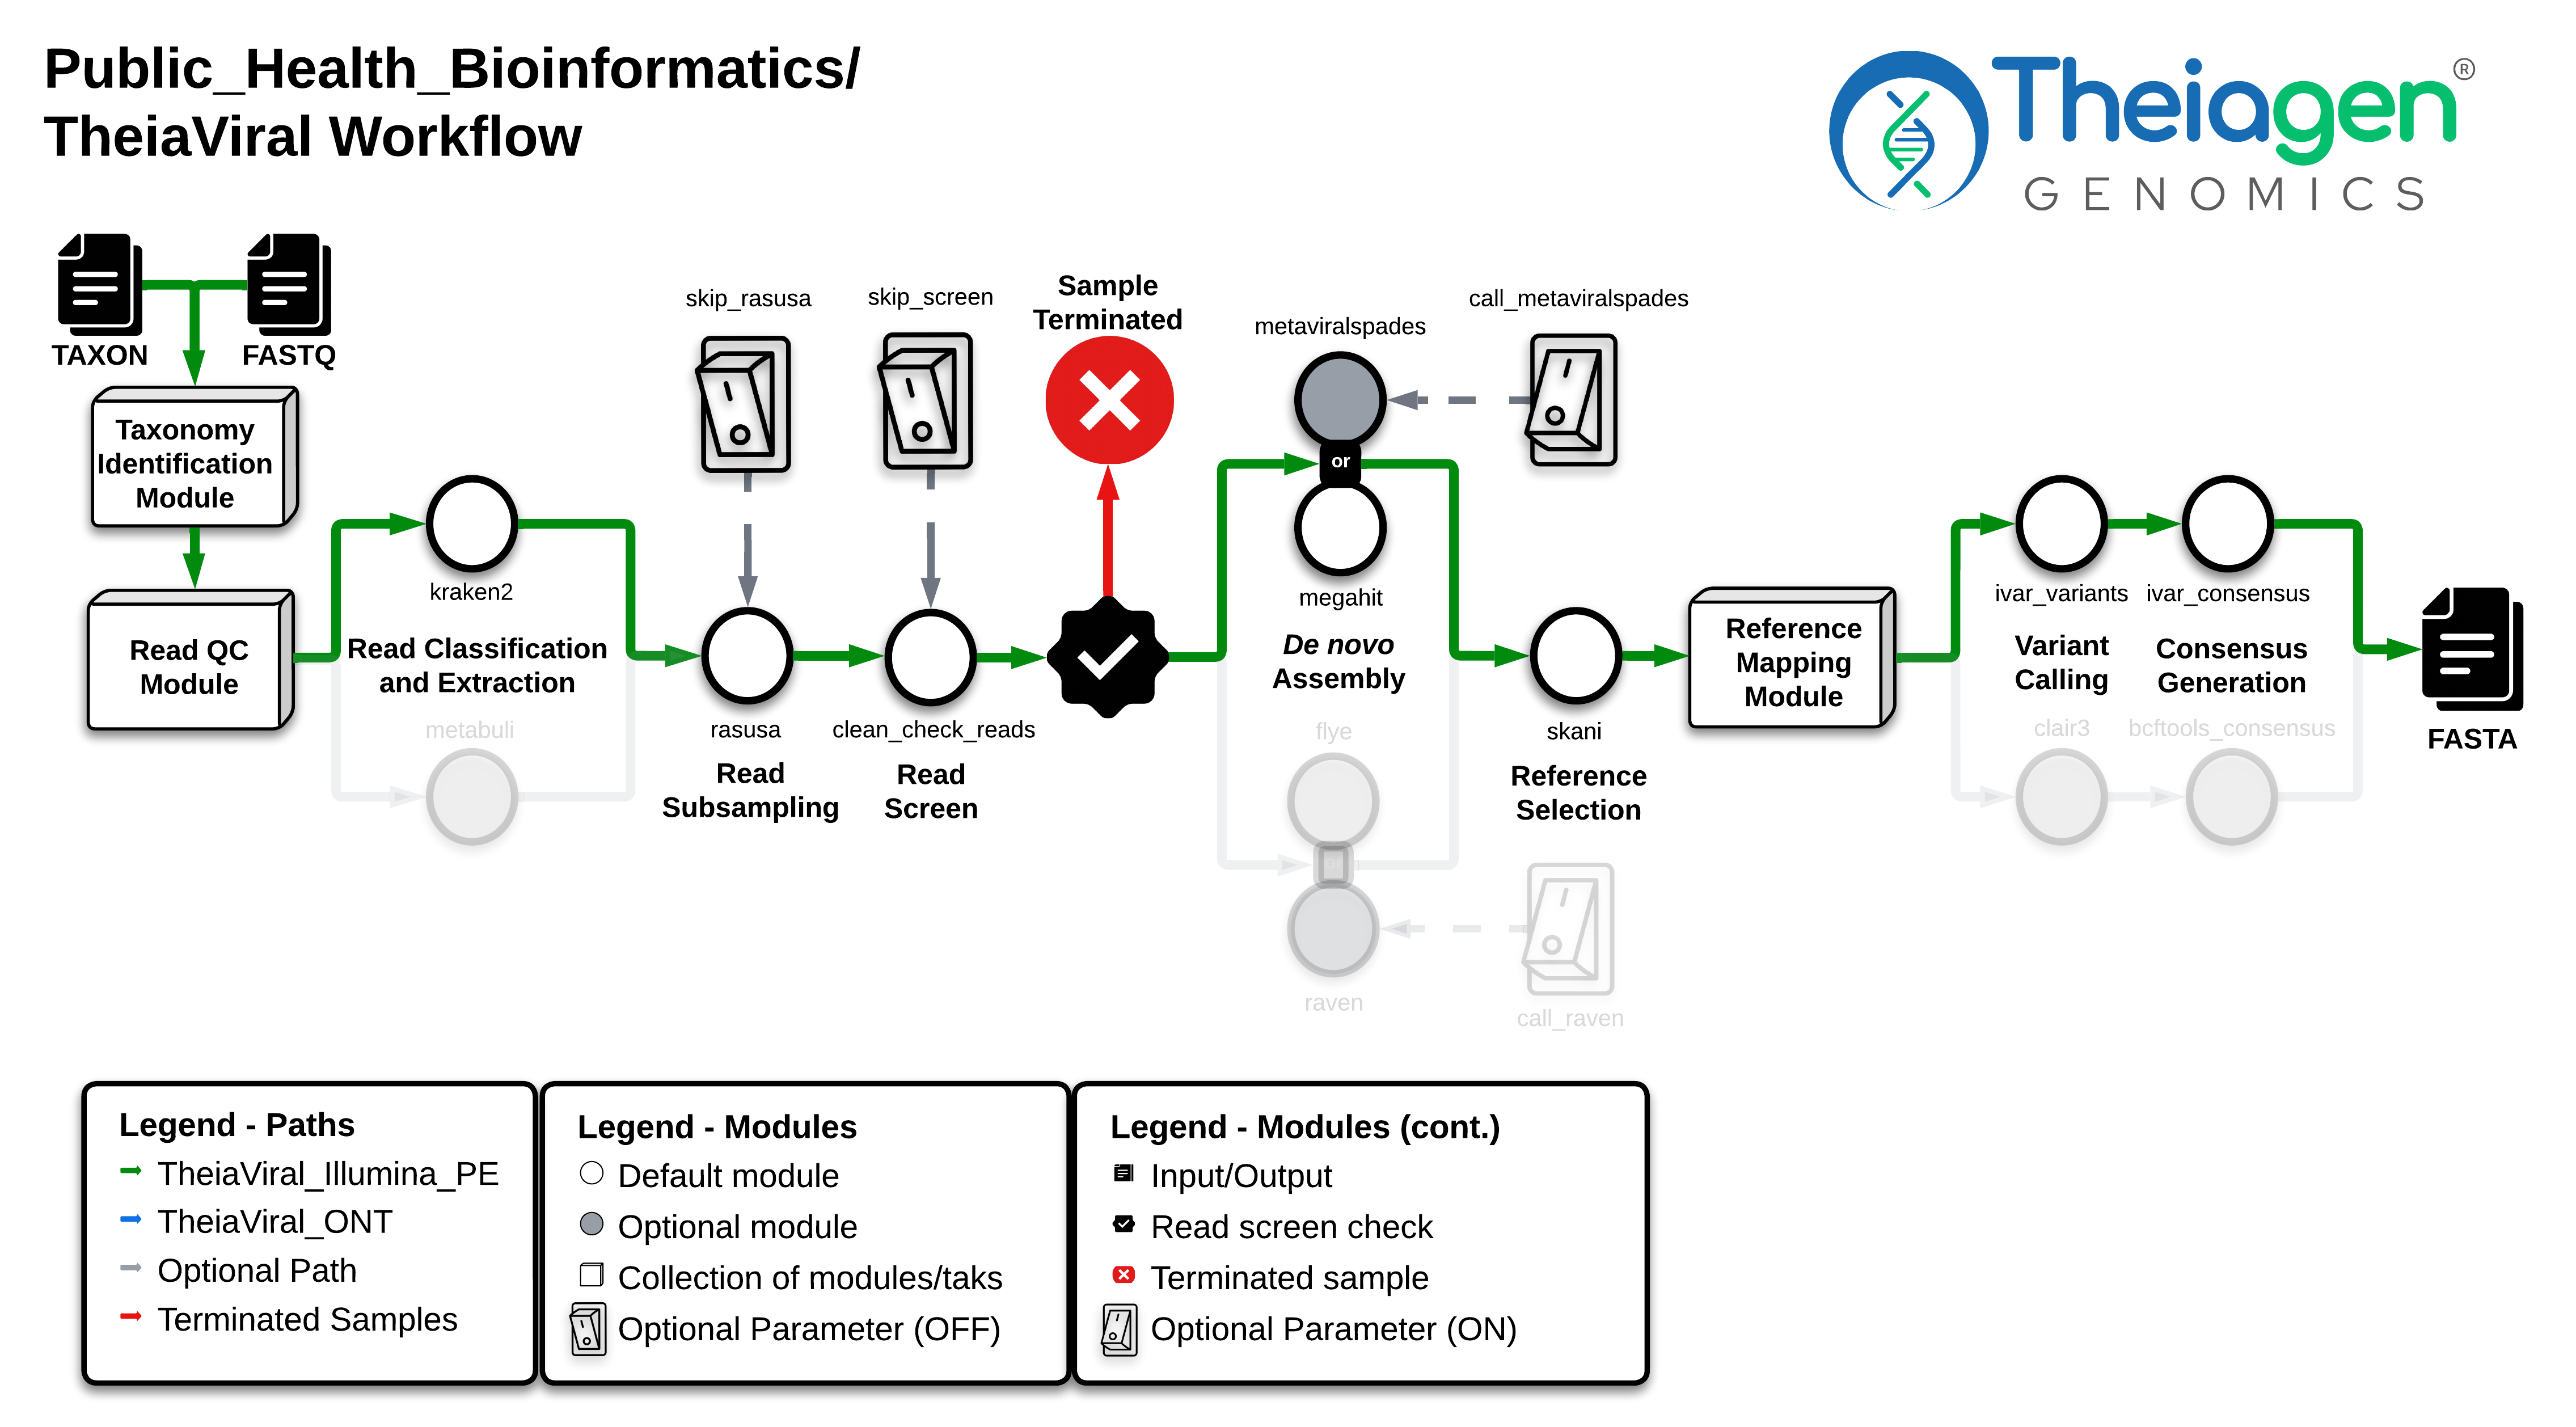 Public_Health_Bioinformatics/
TheiaViral Workflow
Theiagen®
GENOMICS
TAXON
FASTQ
Taxonomy
Identification
Module
Read QC
Module
kraken2
Read Classification
and Extraction
metabuli
skip_rasusa
rasusa
Read
Subsampling
skip_screen
clean_check_reads
Read
Screen
Sample
Terminated
metaviralspades
or
megahit
De novo
Assembly
flye
raven
call_metaviralspades
skani
Reference
Selection
call_raven
Reference
Mapping
Module
ivar_variants
ivar_consensus
Variant
Calling
Consensus
Generation
clair3
bcftools_consensus
FASTA
Legend - Paths
TheiaViral_Illumina_PE
TheiaViral_ONT
Optional Path
Terminated Samples
Legend - Modules
Default module
Optional module
Collection of modules/taks
Optional Parameter (OFF)
Legend - Modules (cont.)
Input/Output
Read screen check
Terminated sample
Optional Parameter (ON)